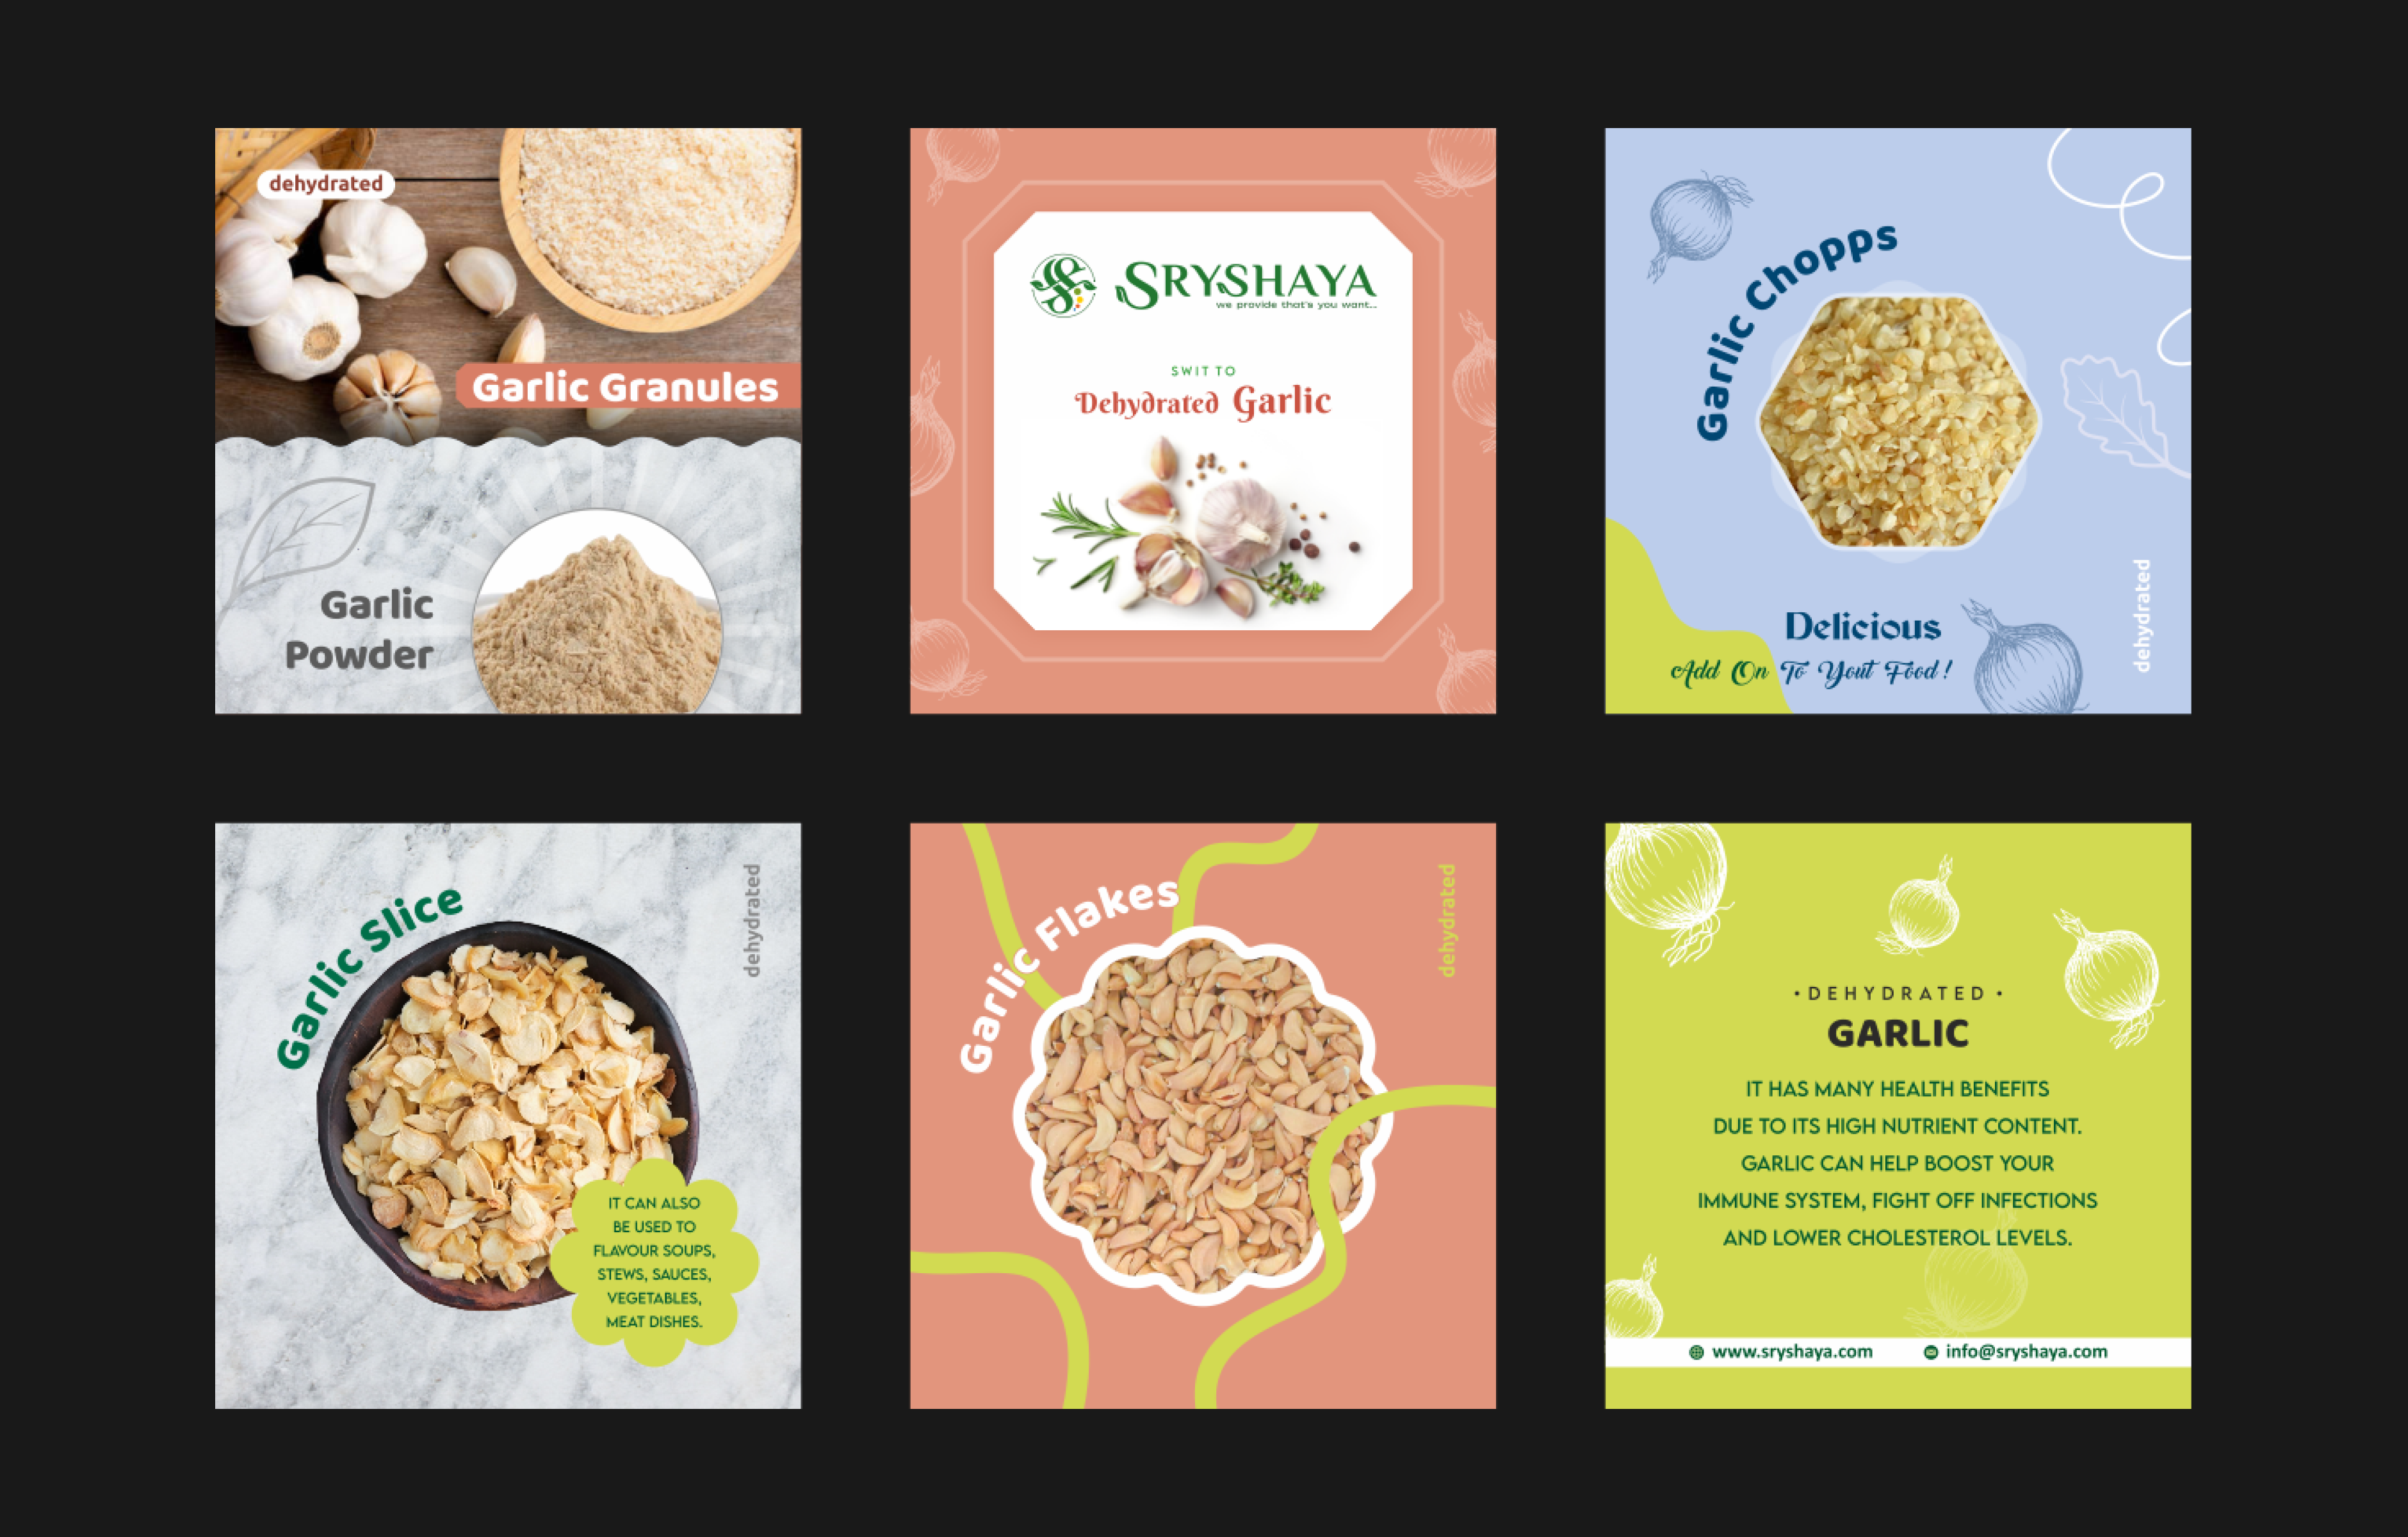 dehydrated
Garlic Granules
Garlic
Powder
SRYSHAYA
we provide that's you want...
SWIT TO
Dehydrated Garlic
Garlic Chopps
Delicious
Add On To Yout Food!
dehydrated
Garlic Slice
dehydrated
IT CAN ALSO
BE USED TO
FLAVOUR SOUPS,
STEWS, SAUCES,
VEGETABLES,
MEAT DISHES.
Garlic Flakes
dehydrated
• DEHYDRATED •
GARLIC
IT HAS MANY HEALTH BENEFITS
DUE TO ITS HIGH NUTRIENT CONTENT.
GARLIC CAN HELP BOOST YOUR
IMMUNE SYSTEM, FIGHT OFF INFECTIONS
AND LOWER CHOLESTEROL LEVELS.
www.sryshaya.com info@sryshaya.com